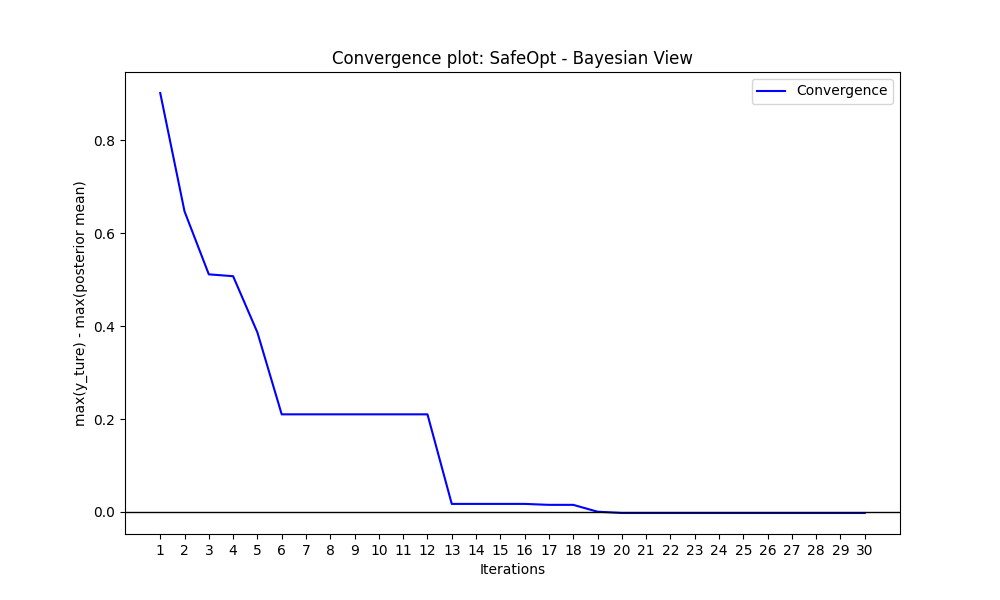 Convergence plot: SafeOpt - Bayesian View
Convergence
max(y_ture) - max(posterior mean)
0.8
0.6
0.4
0.2
0.0
1 2 3 4 5 6 7 8 9 10 11 12 13 14 15 16 17 18 19 20 21 22 23 24 25 26 27 28 29 30
Iterations